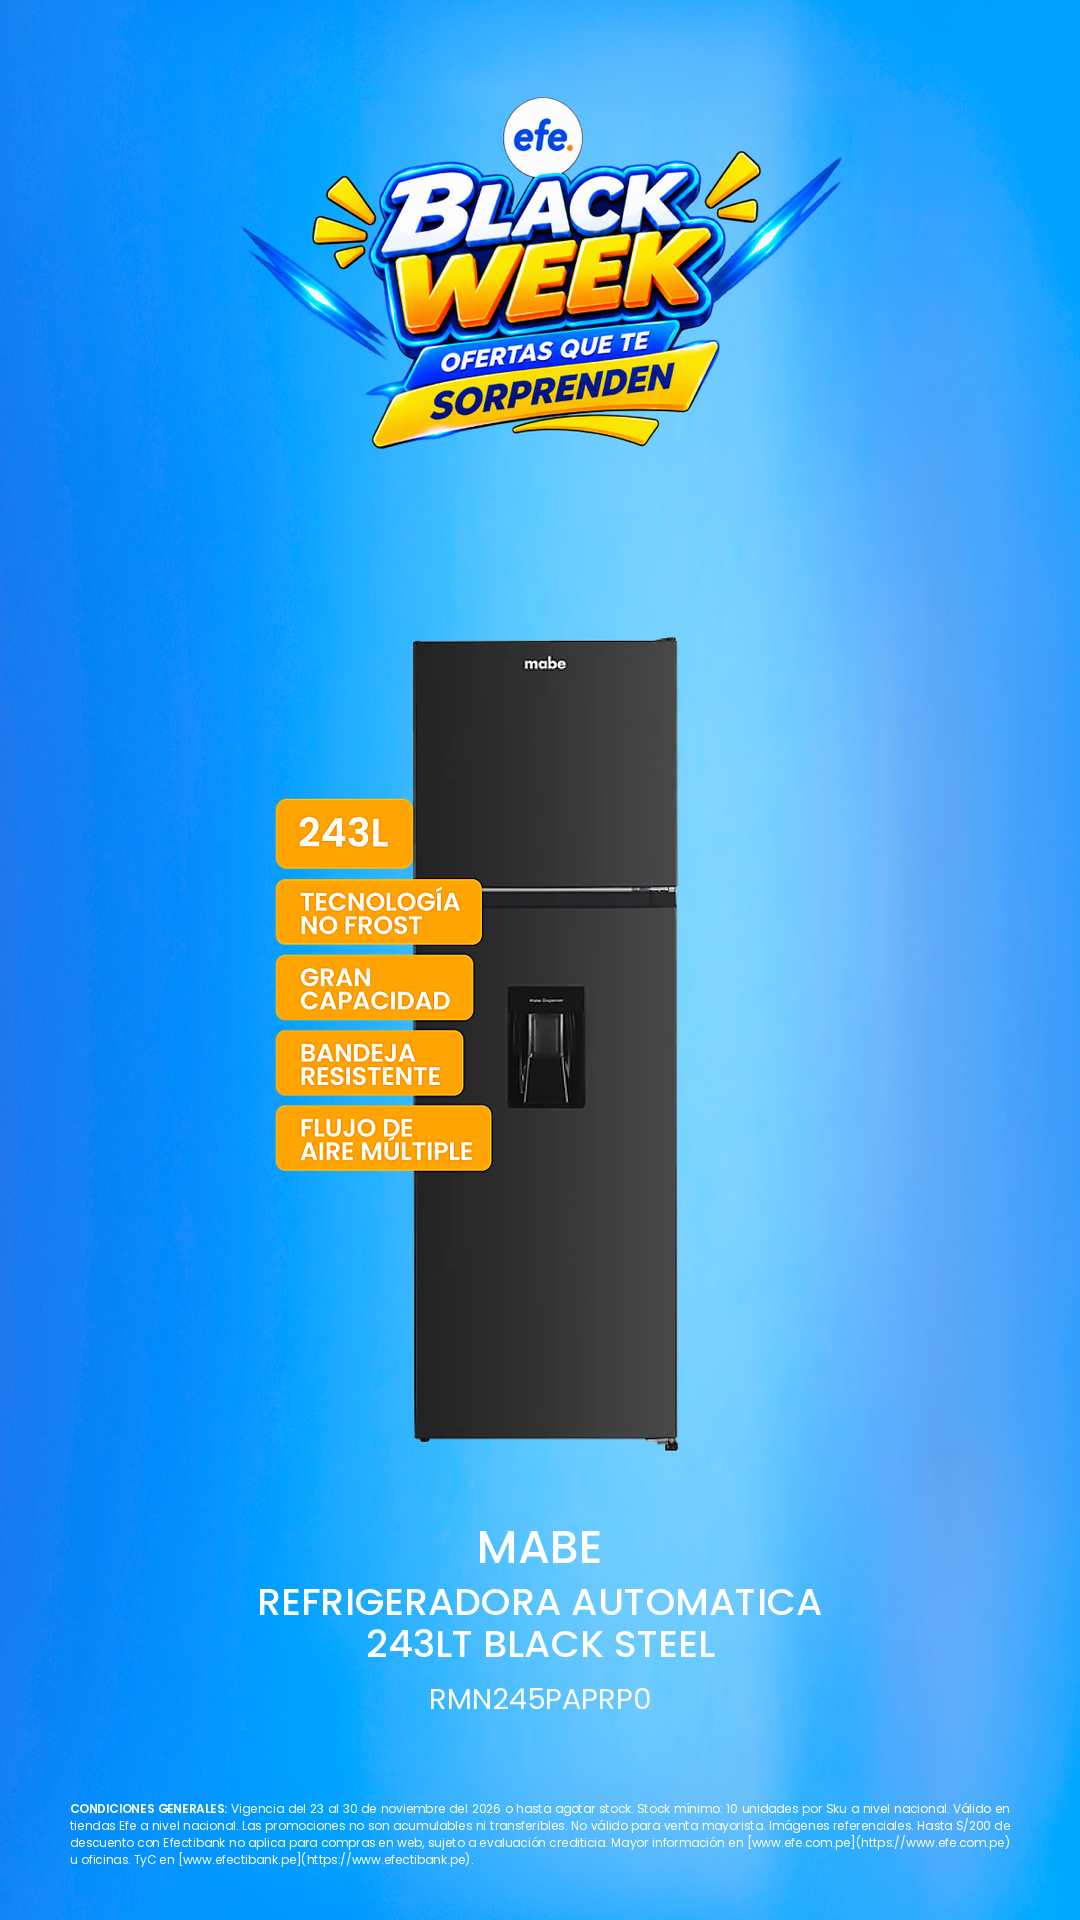 efe.
BLACK
WEEK
OFERTAS QUE TE
SORPRENDEN
mabe
243L
TECNOLOGÍA
NO FROST
GRAN
CAPACIDAD
Water Dispenser
BANDEJA
RESISTENTE
FLUJO DE
AIRE MÚLTIPLE
MABE
REFRIGERADORA AUTOMATICA
243LT BLACK STEEL
RMN245PAPRP0
CONDICIONES GENERALES: Vigencia del 23 al 30 de noviembre del 2026 o hasta agotar stock. Stock mínimo: 10 unidades por Sku a nivel nacional. Válido en
tiendas Efe a nivel nacional. Las promociones no son acumulables ni transferibles. No válido para venta mayorista. Imágenes referenciales. Hasta S/200 de
descuento con Efectibank no aplica para compras en web, sujeto a evaluación crediticia. Mayor información en [www.efe.com.pe](https://www.efe.com.pe)
u oficinas. TyC en [www.efectibank.pe](https://www.efectibank.pe).